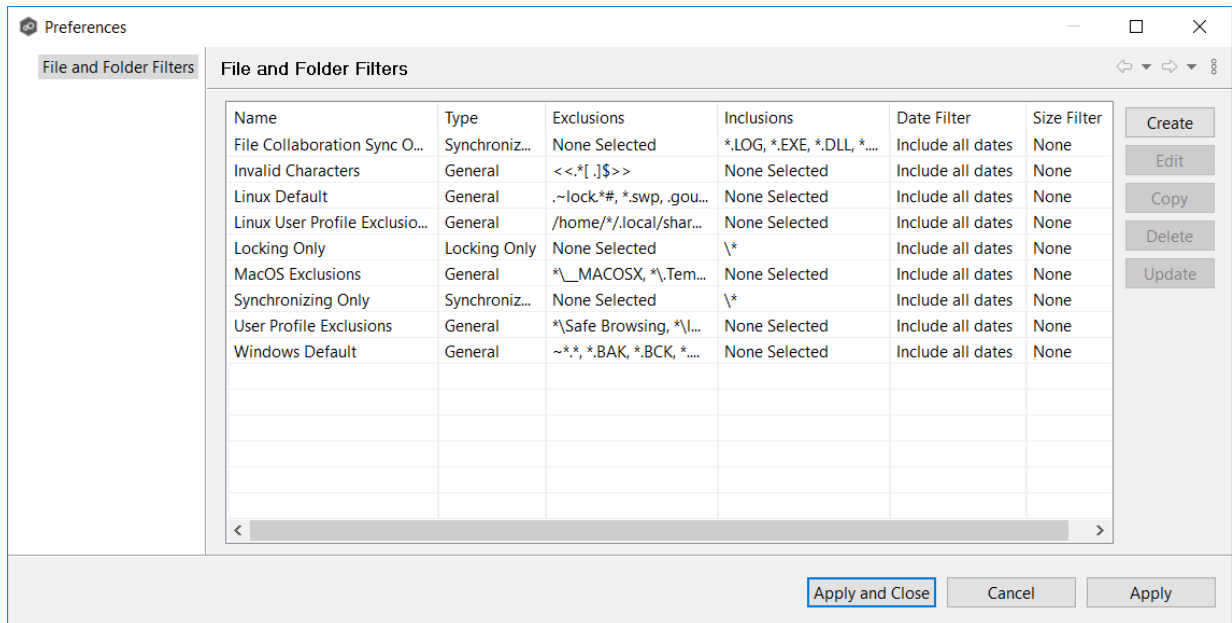 Preferences
File and Folder Filters File and Folder Filters
Name Type Exclusions Inclusions Date Filter Size Filter Create
File Collaboration Sync O... Synchroniz... None Selected *.LOG, *.EXE, *.DLL, *.... Include all dates None
Invalid Characters General <<.*[ .]$>> None Selected Include all dates None Edit
Linux Default General .~lock.*#, *.swp, .gou... None Selected Include all dates None Copy
Linux User Profile Exclusio... General /home/*/.local/shar... None Selected Include all dates None
Locking Only Locking Only None Selected \* Include all dates None Delete
MacOS Exclusions General *\__MACOSX, *\.Tem... None Selected Include all dates None Update
Synchronizing Only Synchroniz... None Selected \* Include all dates None
User Profile Exclusions General *\Safe Browsing, *\I... None Selected Include all dates None
Windows Default General ~*.*, *.BAK, *.BCK, *.... None Selected Include all dates None
Apply and Close Cancel Apply